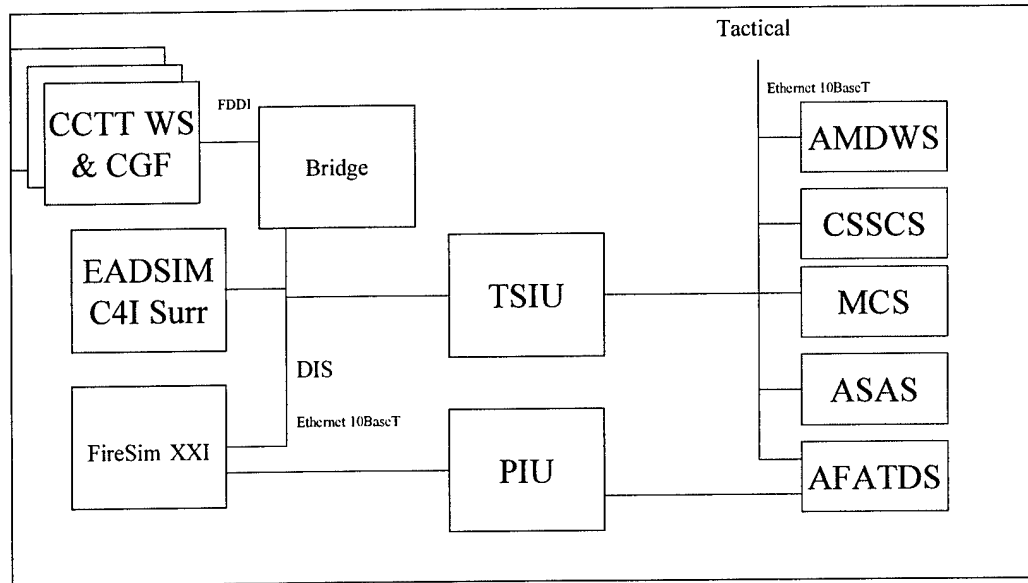 Tactical
Ethernet 10BaseT
FDDI
CCTT WS
& CGF
Bridge
AMDWS
CSSCS
EADSIM
C4I Surr
TSIU
MCS
DIS
ASAS
Ethernet 10BaseT
FireSim XXI
PIU
AFATDS